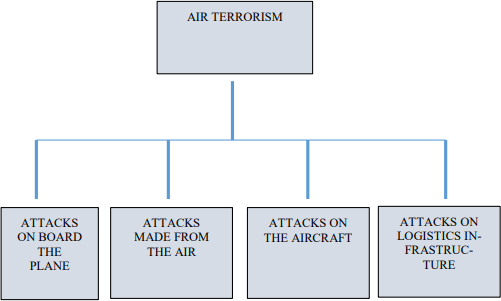 AIR TERRORISM
ATTACKS
ON BOARD
THE
PLANE
ATTACKS
MADE FROM
THE AIR
ATTACKS ON
THE AIRCRAFT
ATTACKS ON
LOGISTICS IN-
FRASTRUC-
TURE